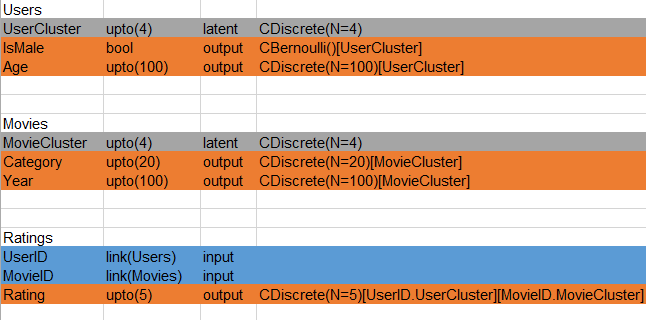 Users
UserCluster upto(4) latent CDiscrete(N=4)
IsMale bool output CBernoulli()[UserCluster]
Age upto(100) output CDiscrete(N=100)[UserCluster]
Movies
MovieCluster upto(4) latent CDiscrete(N=4)
Category upto(20) output CDiscrete(N=20)[MovieCluster]
Year upto(100) output CDiscrete(N=100)[MovieCluster]
Ratings
UserID link(Users) input
MovieID link(Movies) input
Rating upto(5) output CDiscrete(N=5)[UserID.UserCluster][MovieID.MovieCluster]